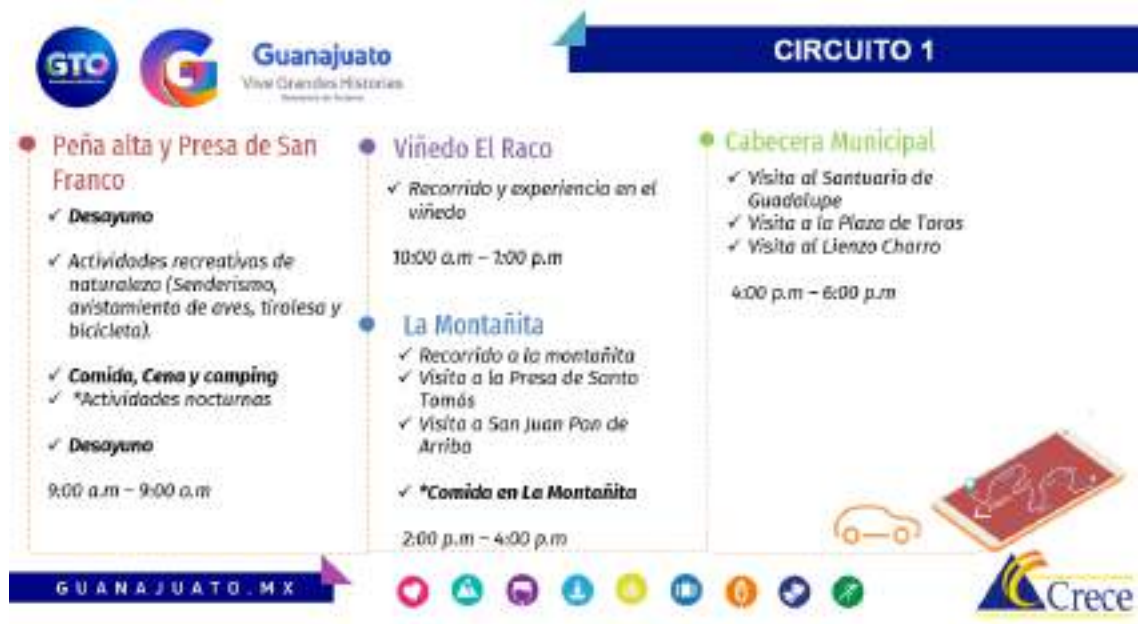 GTO
Guanajuato
Vive Grandes Historias
Secretaría de Turismo
CIRCUITO 1
Peña alta y Presa de San
Franco
✓ Desayuno
✓ Actividades recreativas de
naturaleza (Senderismo,
avistamiento de aves, tirolesa y
bicicleta).
✓ Comida, Cena y camping
✓ *Actividades nocturnas
✓ Desayuno
9:00 a.m – 9:00 a.m
Viñedo El Raco
✓ Recorrido y experiencia en el
viñedo
10:00 a.m – 1:00 p.m
La Montañita
✓ Recorrido a la montañita
✓ Visita a la Presa de Santo
Tomás
✓ Visita a San Juan Pan de
Arriba
✓ *Comida en La Montañita
2:00 p.m – 4:00 p.m
Cabecera Municipal
✓ Visita al Santuario de
Guadalupe
✓ Visita a la Plaza de Toros
✓ Visita al Lienzo Charro
4:00 p.m – 6:00 p.m
GUANAJUATO.MX
Crece